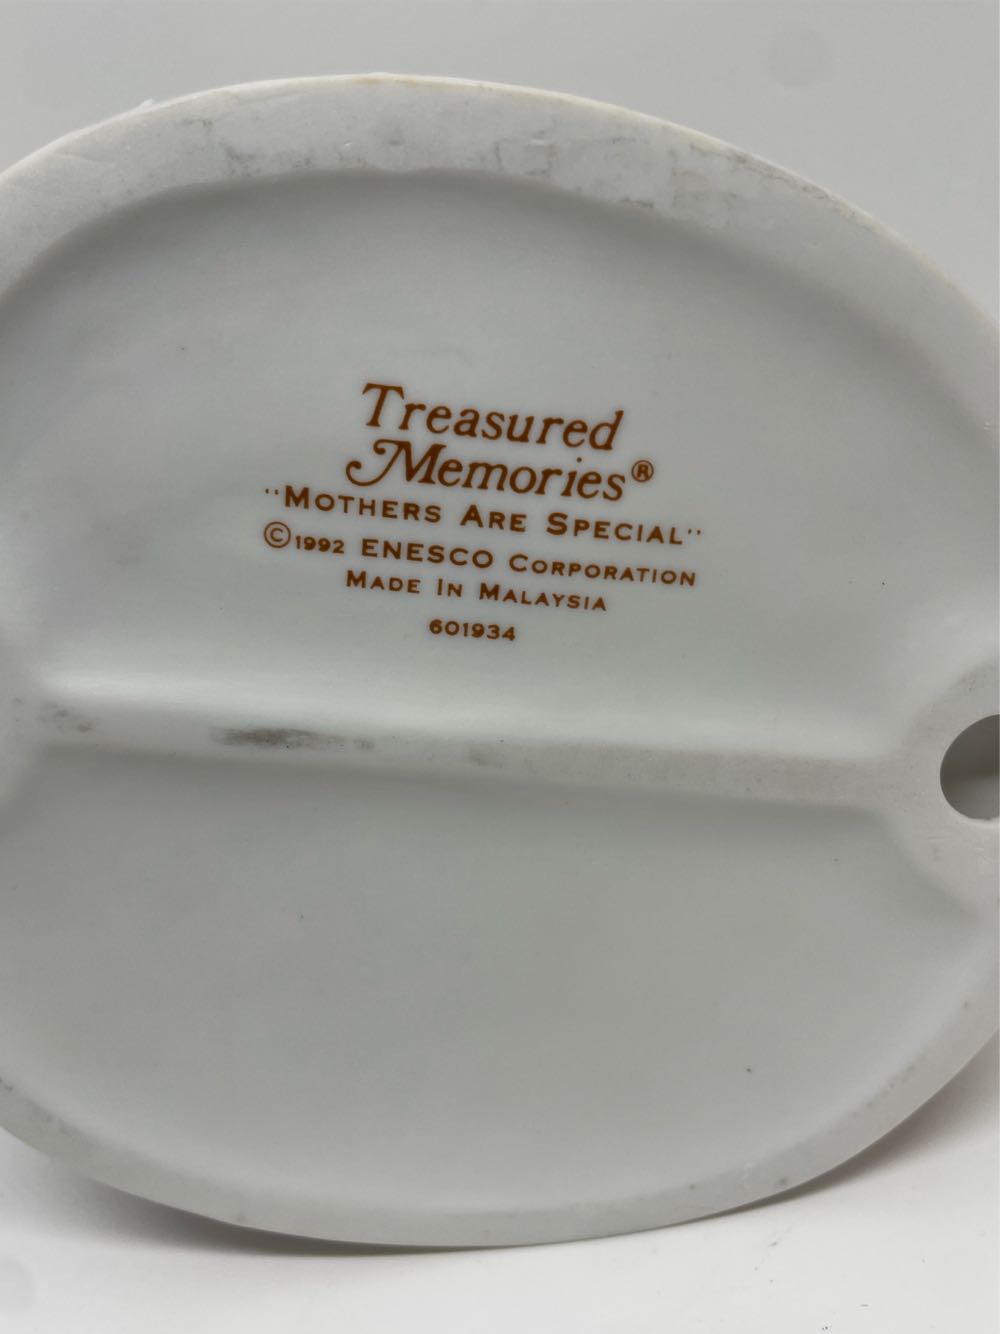 Treasured
Memories®
"MOTHERS ARE SPECIAL"
©1992 ENESCO CORPORATION
MADE IN MALAYSIA
601934